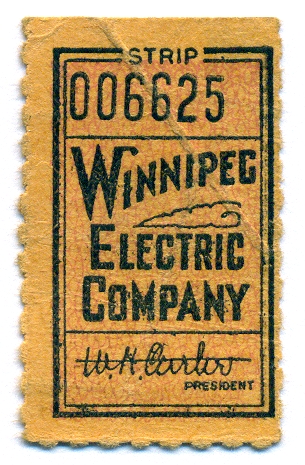 STRIP
006625
WINNIPEG
ELECTRIC
COMPANY
W.H. Carter
PRESIDENT